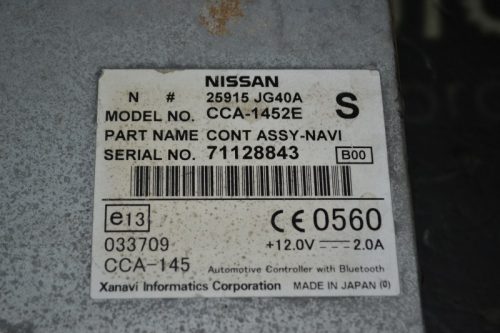 NISSAN
N # 25915 JG40A
S
MODEL NO. CCA-1452E
PART NAME CONT ASSY-NAVI
SERIAL NO. 71128843 B00
e13
CE 0560
033709
+12.0V 2.0A
CCA-145 Automotive Controller with Bluetooth
Xanavi Informatics Corporation MADE IN JAPAN (0)